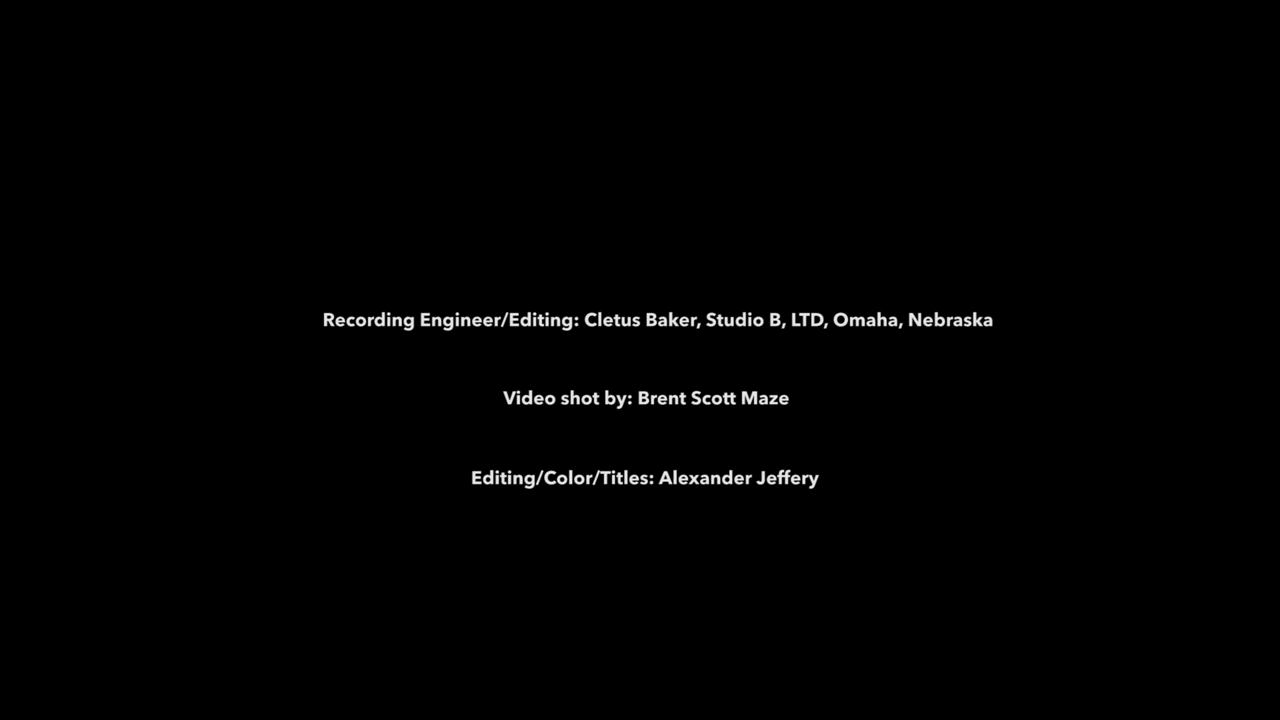 Recording Engineer/Editing: Cletus Baker, Studio B, LTD, Omaha, Nebraska
Video shot by: Brent Scott Maze
Editing/Color/Titles: Alexander Jeffery